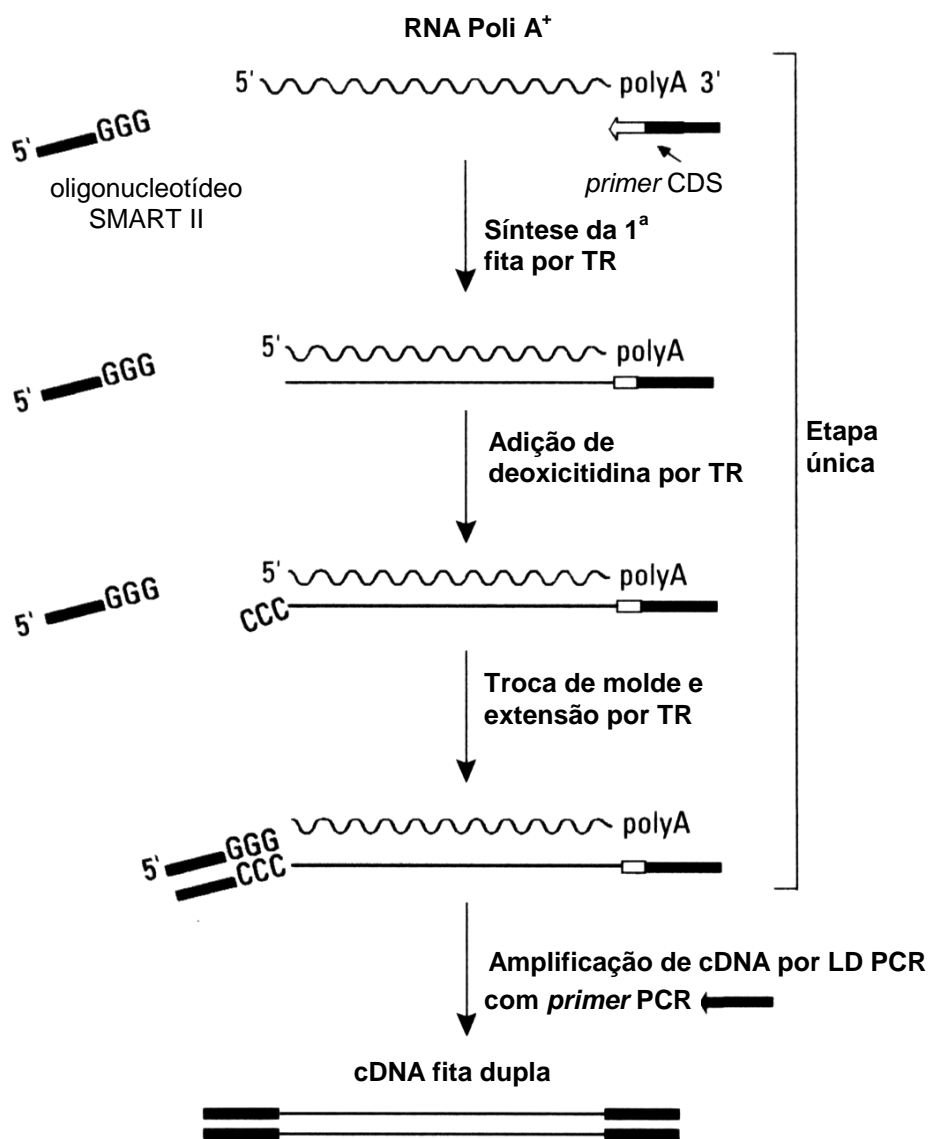 RNA Poli A⁺
5' polyA 3'
5' GGG
oligonucleotídeo
SMART II
primer CDS
Síntese da 1ª
fita por TR
5' polyA
5' GGG
Adição de
deoxicitidina por TR
Etapa
única
5' polyA
5' GGG
CCC
Troca de molde e
extensão por TR
polyA
5' GGG
CCC
Amplificação de cDNA por LD PCR
com primer PCR
cDNA fita dupla